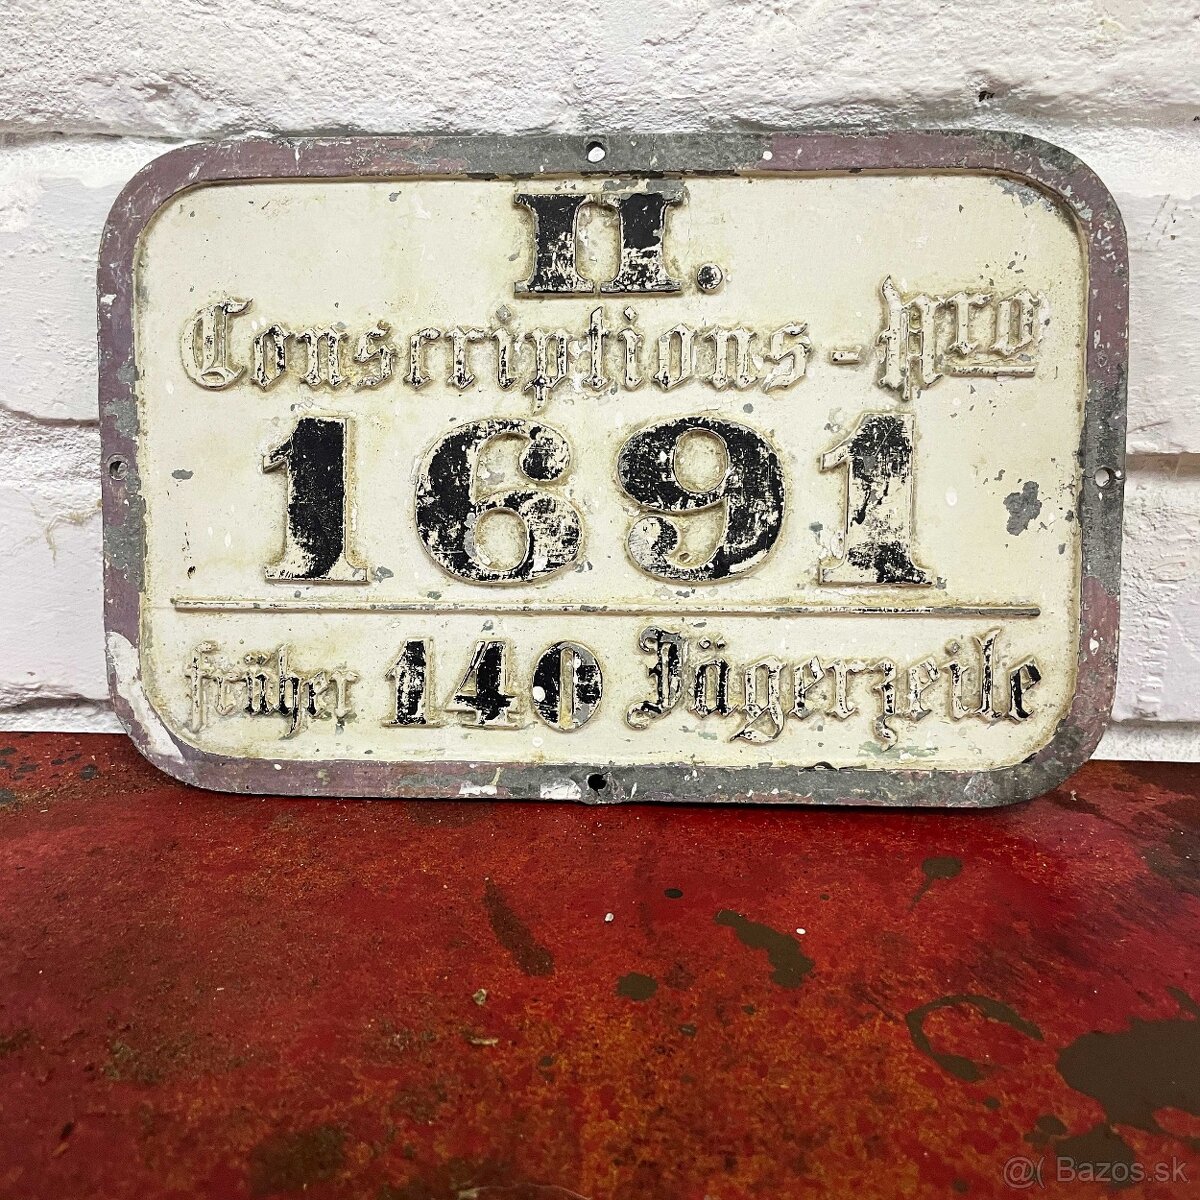 II.
Conscriptions-Nro
1691
früher 140 Jägerzeile
@( Bazos.sk